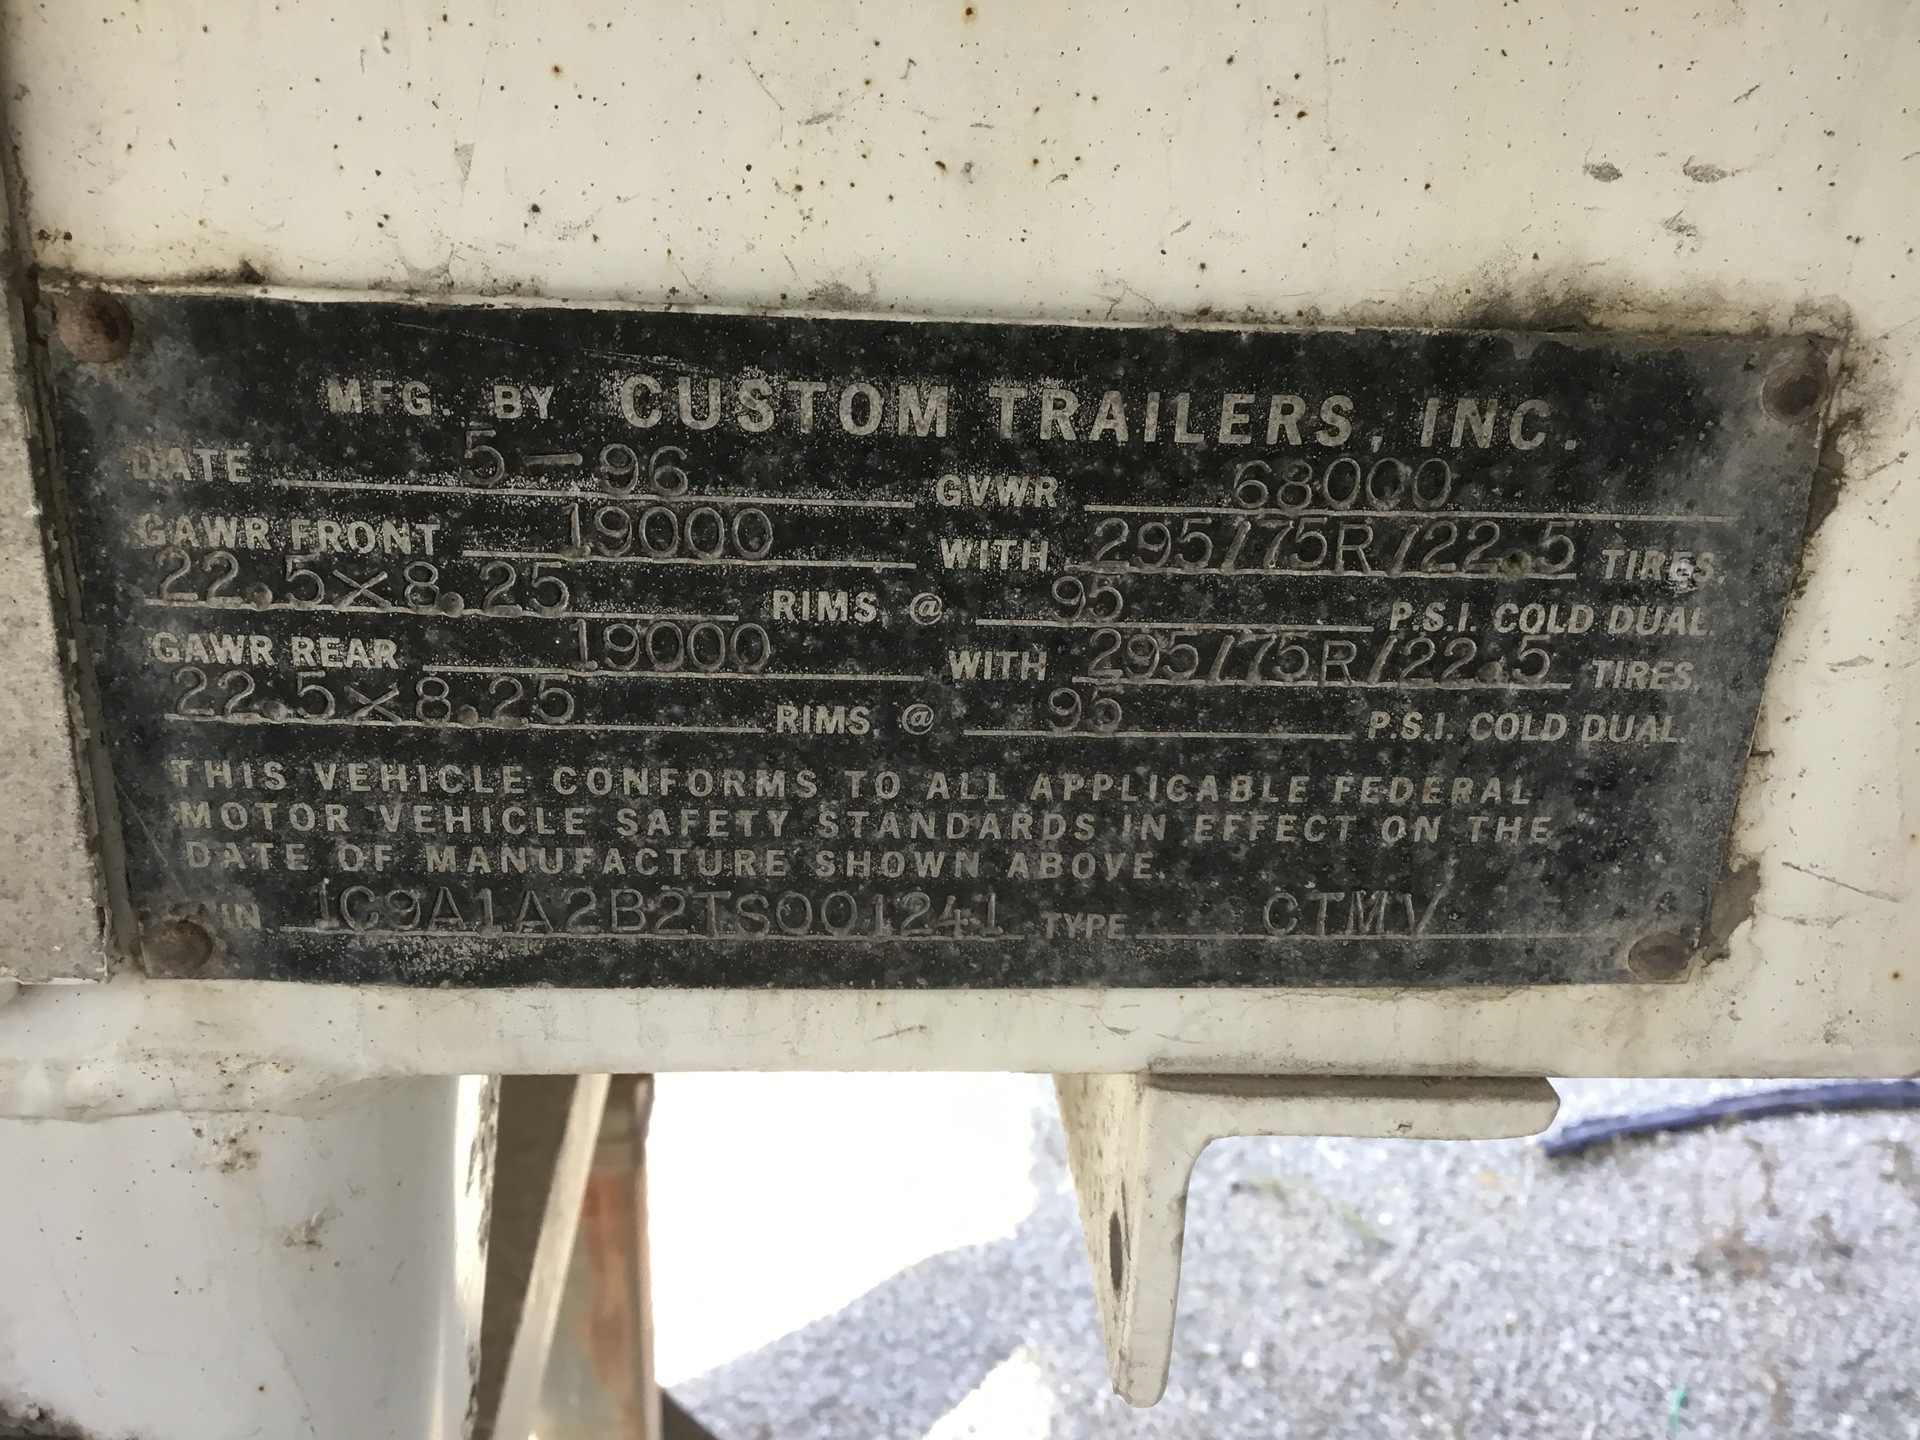 MFG. BY CUSTOM TRAILERS, INC.
DATE 5-96 GVWR 68000
GAWR FRONT 19000 WITH 295/75R/22.5 TIRES,
22.5x8.25 RIMS, @ 95 P.S.I. COLD DUAL.
GAWR REAR 19000 WITH 295/75R/22.5 TIRES,
22.5x8.25 RIMS, @ 95 P.S.I. COLD DUAL.
THIS VEHICLE CONFORMS TO ALL APPLICABLE FEDERAL
MOTOR VEHICLE SAFETY STANDARDS IN EFFECT ON THE
DATE OF MANUFACTURE SHOWN ABOVE.
VIN 1C9A1A2B2TS001241 TYPE CTMV